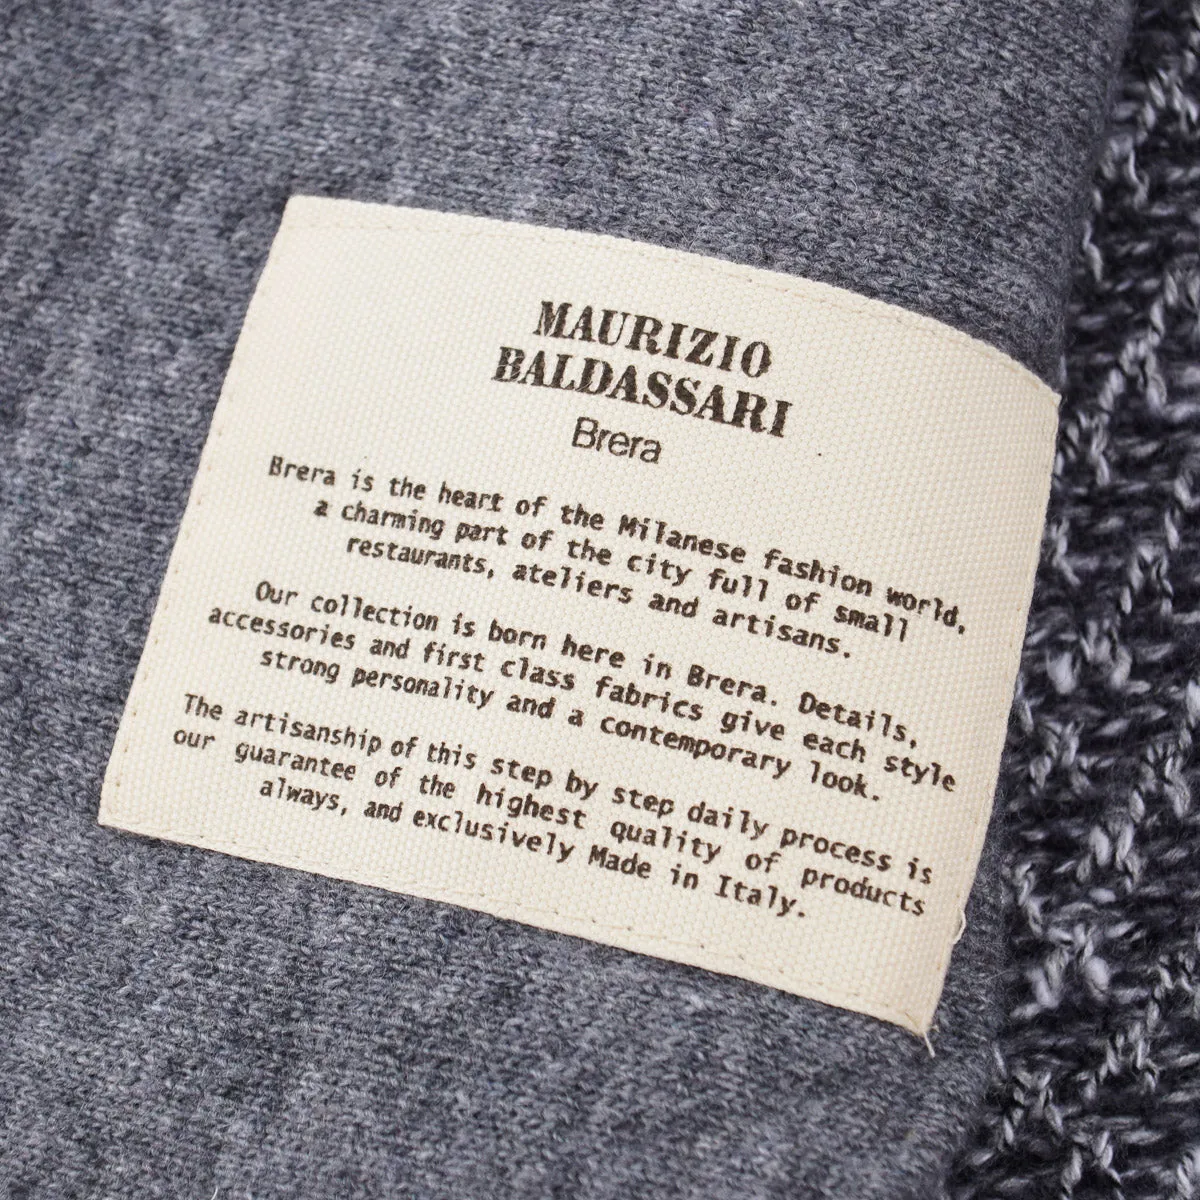 MAURIZIO
BALDASSARI
Brera
Brera is the heart of the Milanese fashion world,
a charming part of the city full of small
restaurants, ateliers and artisans.
Our collection is born here in Brera. Details,
accessories and first class fabrics give each style
strong personality and a contemporary look.
The artisanship of this step by step daily process is
our guarantee of the highest quality of products
always, and exclusively Made in Italy.